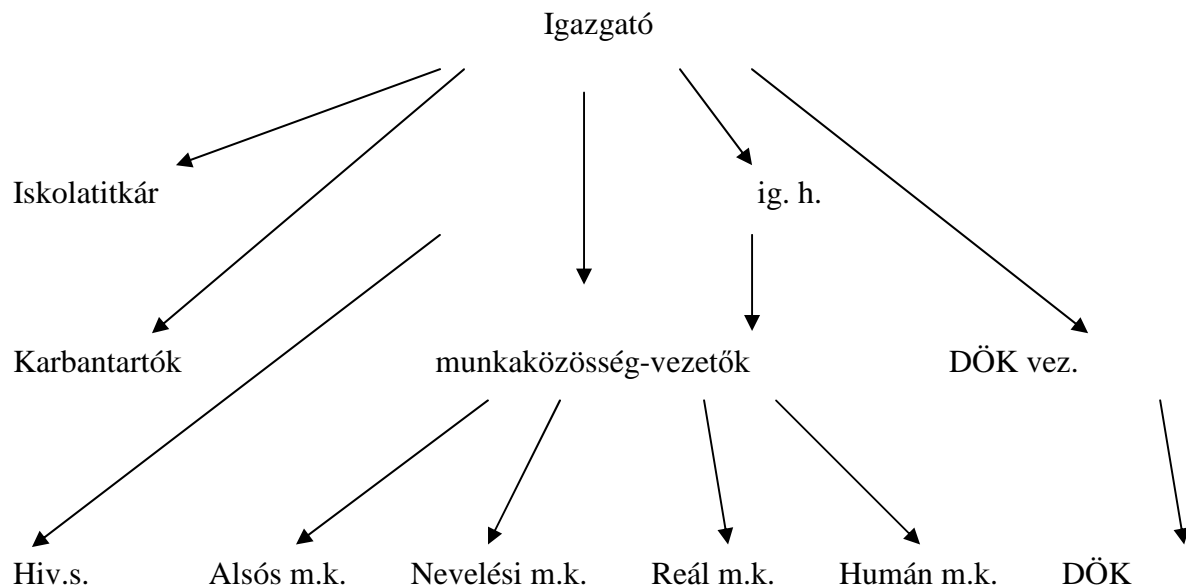 Igazgató
Iskolatitkár ig. h.
Karbantartók munkaközösség-vezetők DÖK vez.
Hiv.s. Alsós m.k. Nevelési m.k. Reál m.k. Humán m.k. DÖK